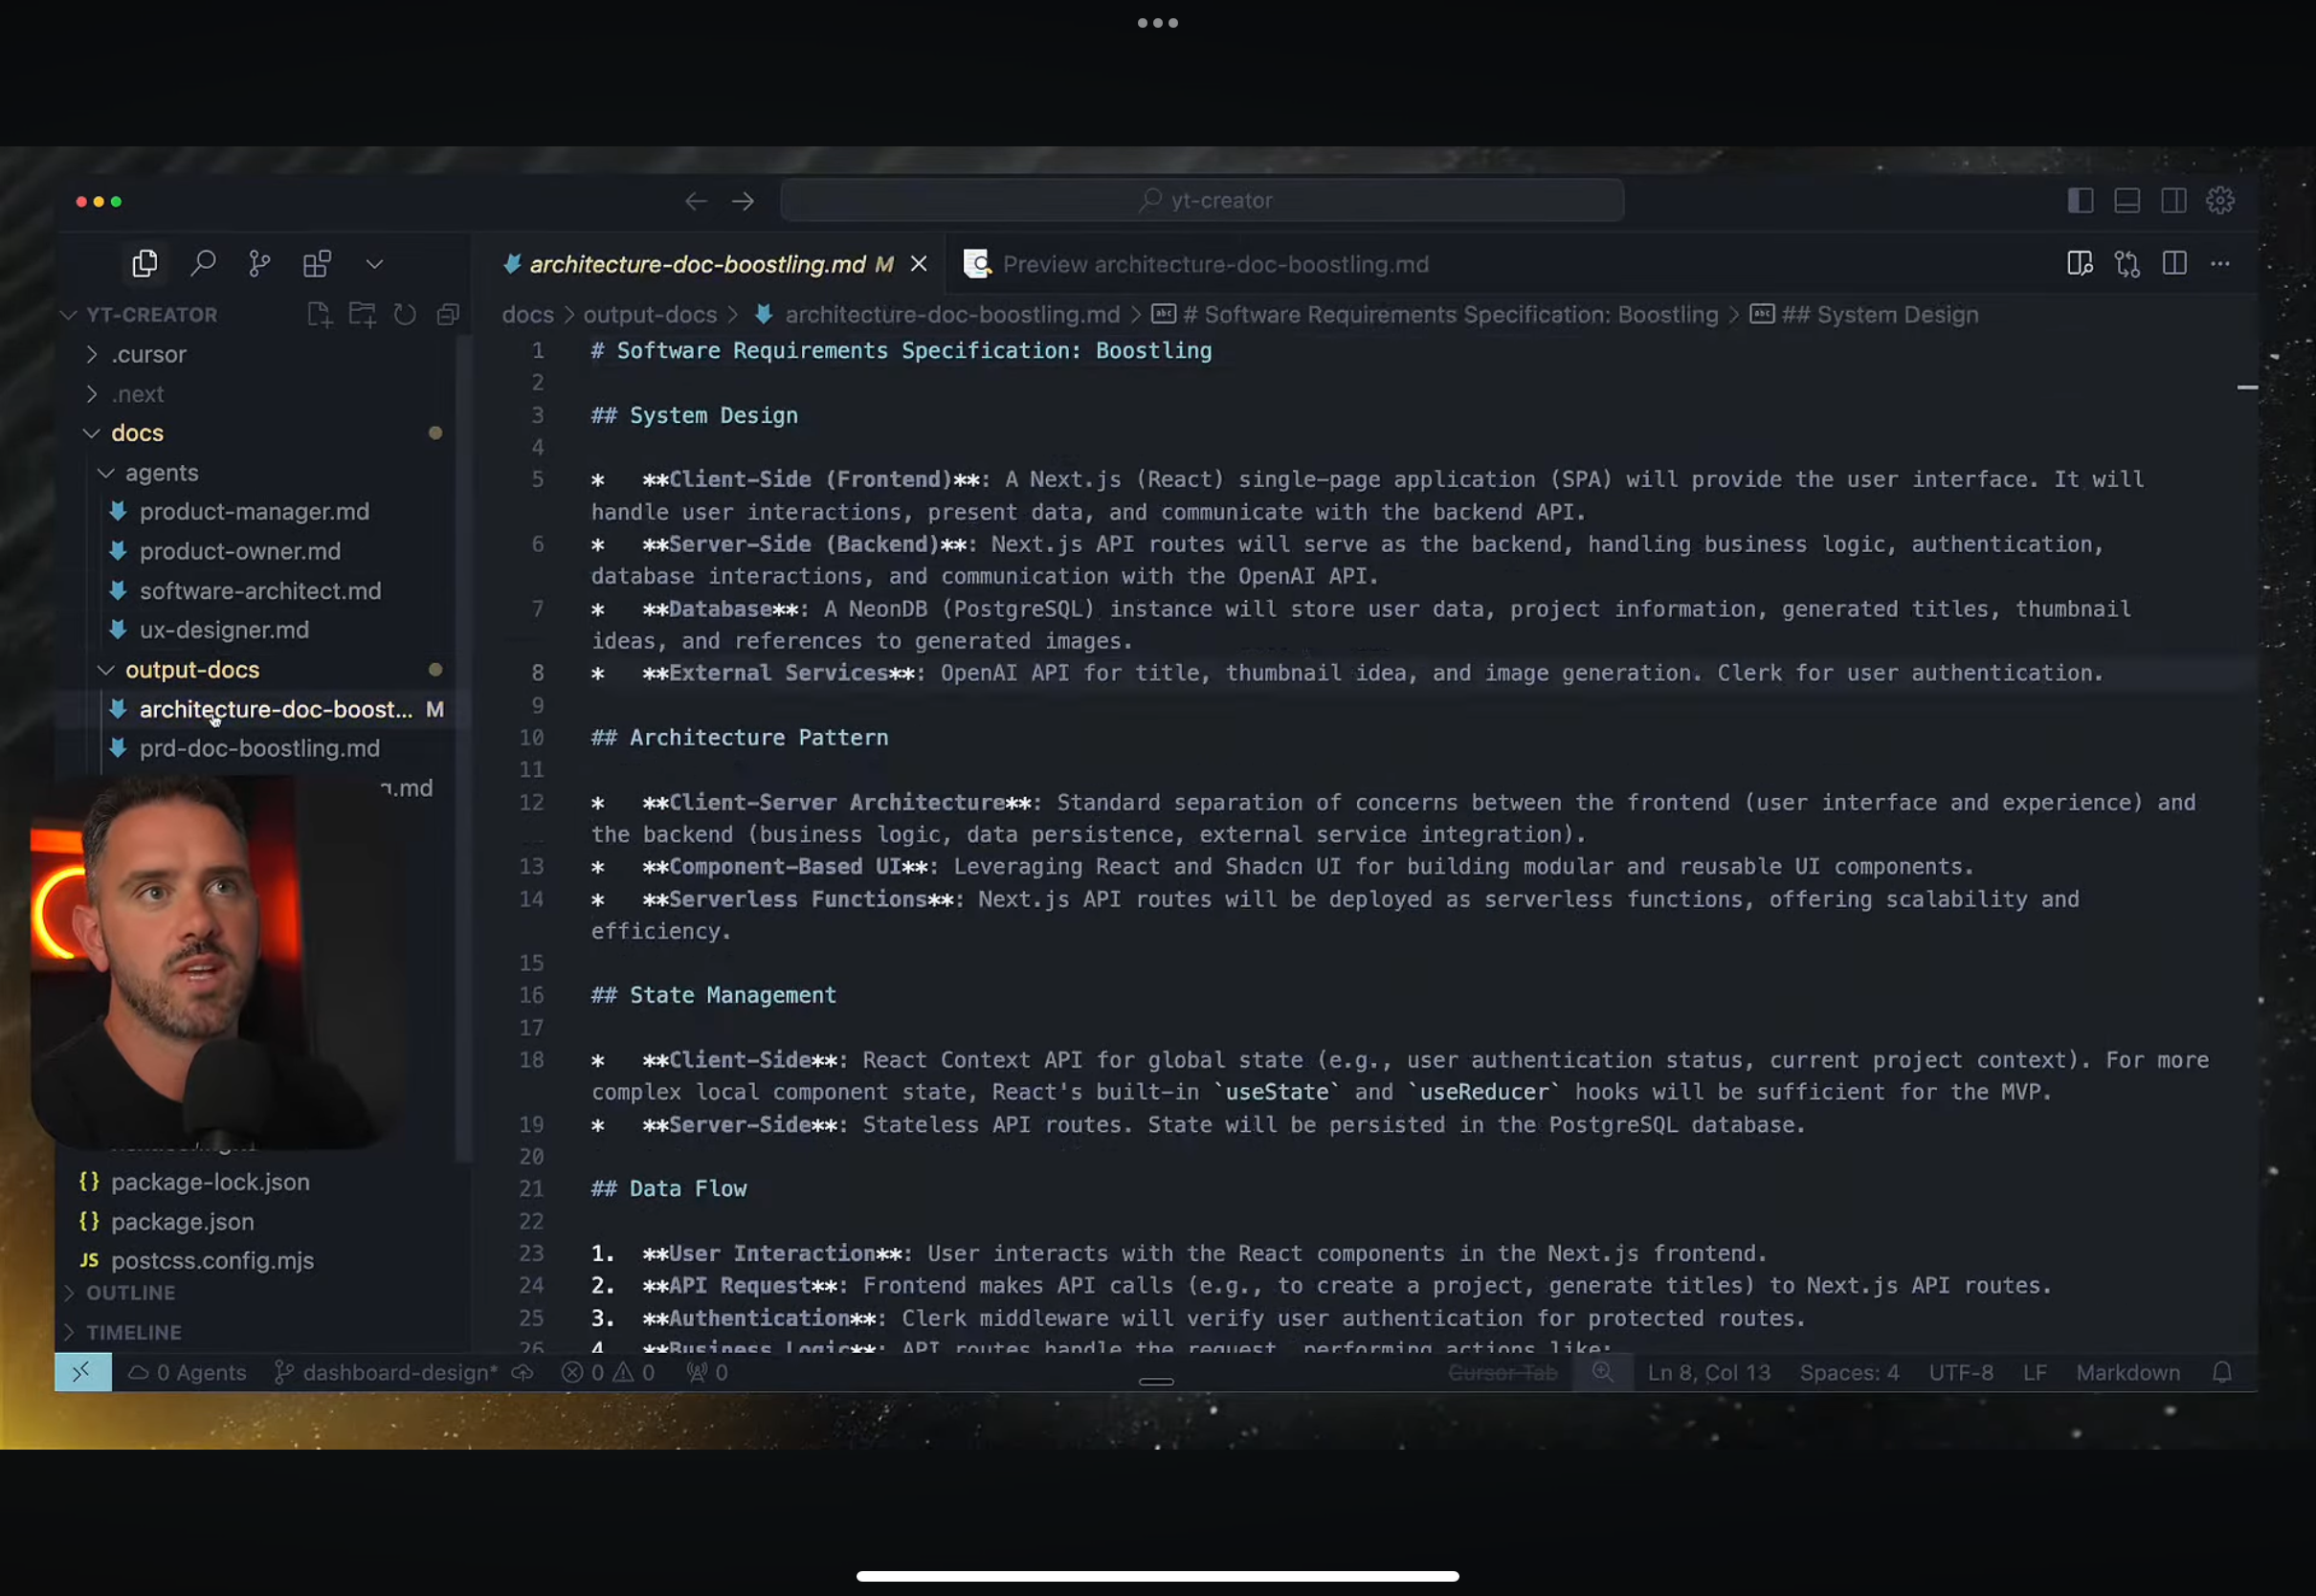 yt-creator
architecture-doc-boostling.md M
Preview architecture-doc-boostling.md
YT-CREATOR
docs > output-docs > architecture-doc-boostling.md > # Software Requirements Specification: Boostling > ## System Design
.cursor
.next
docs
agents
product-manager.md
product-owner.md
software-architect.md
ux-designer.md
output-docs
architecture-doc-boost... M
prd-doc-boostling.md
.md
package-lock.json
package.json
postcss.config.mjs
OUTLINE
TIMELINE
1 # Software Requirements Specification: Boostling
2
3 ## System Design
4
5 *   **Client-Side (Frontend)**: A Next.js (React) single-page application (SPA) will provide the user interface. It will
handle user interactions, present data, and communicate with the backend API.
6 *   **Server-Side (Backend)**: Next.js API routes will serve as the backend, handling business logic, authentication,
database interactions, and communication with the OpenAI API.
7 *   **Database**: A NeonDB (PostgreSQL) instance will store user data, project information, generated titles, thumbnail
ideas, and references to generated images.
8 *   **External Services**: OpenAI API for title, thumbnail idea, and image generation. Clerk for user authentication.
9
10 ## Architecture Pattern
11
12 *   **Client-Server Architecture**: Standard separation of concerns between the frontend (user interface and experience) and
the backend (business logic, data persistence, external service integration).
13 *   **Component-Based UI**: Leveraging React and Shadcn UI for building modular and reusable UI components.
14 *   **Serverless Functions**: Next.js API routes will be deployed as serverless functions, offering scalability and
efficiency.
15
16 ## State Management
17
18 *   **Client-Side**: React Context API for global state (e.g., user authentication status, current project context). For more
complex local component state, React's built-in `useState` and `useReducer` hooks will be sufficient for the MVP.
19 *   **Server-Side**: Stateless API routes. State will be persisted in the PostgreSQL database.
20
21 ## Data Flow
22
23 1.  **User Interaction**: User interacts with the React components in the Next.js frontend.
24 2.  **API Request**: Frontend makes API calls (e.g., to create a project, generate titles) to Next.js API routes.
25 3.  **Authentication**: Clerk middleware will verify user authentication for protected routes.
26 4.  **Business Logic**: API routes handle the request, performing actions like:
0 Agents dashboard-design* 0 0 0 Cursor Tab Ln 8, Col 13 Spaces: 4 UTF-8 LF Markdown